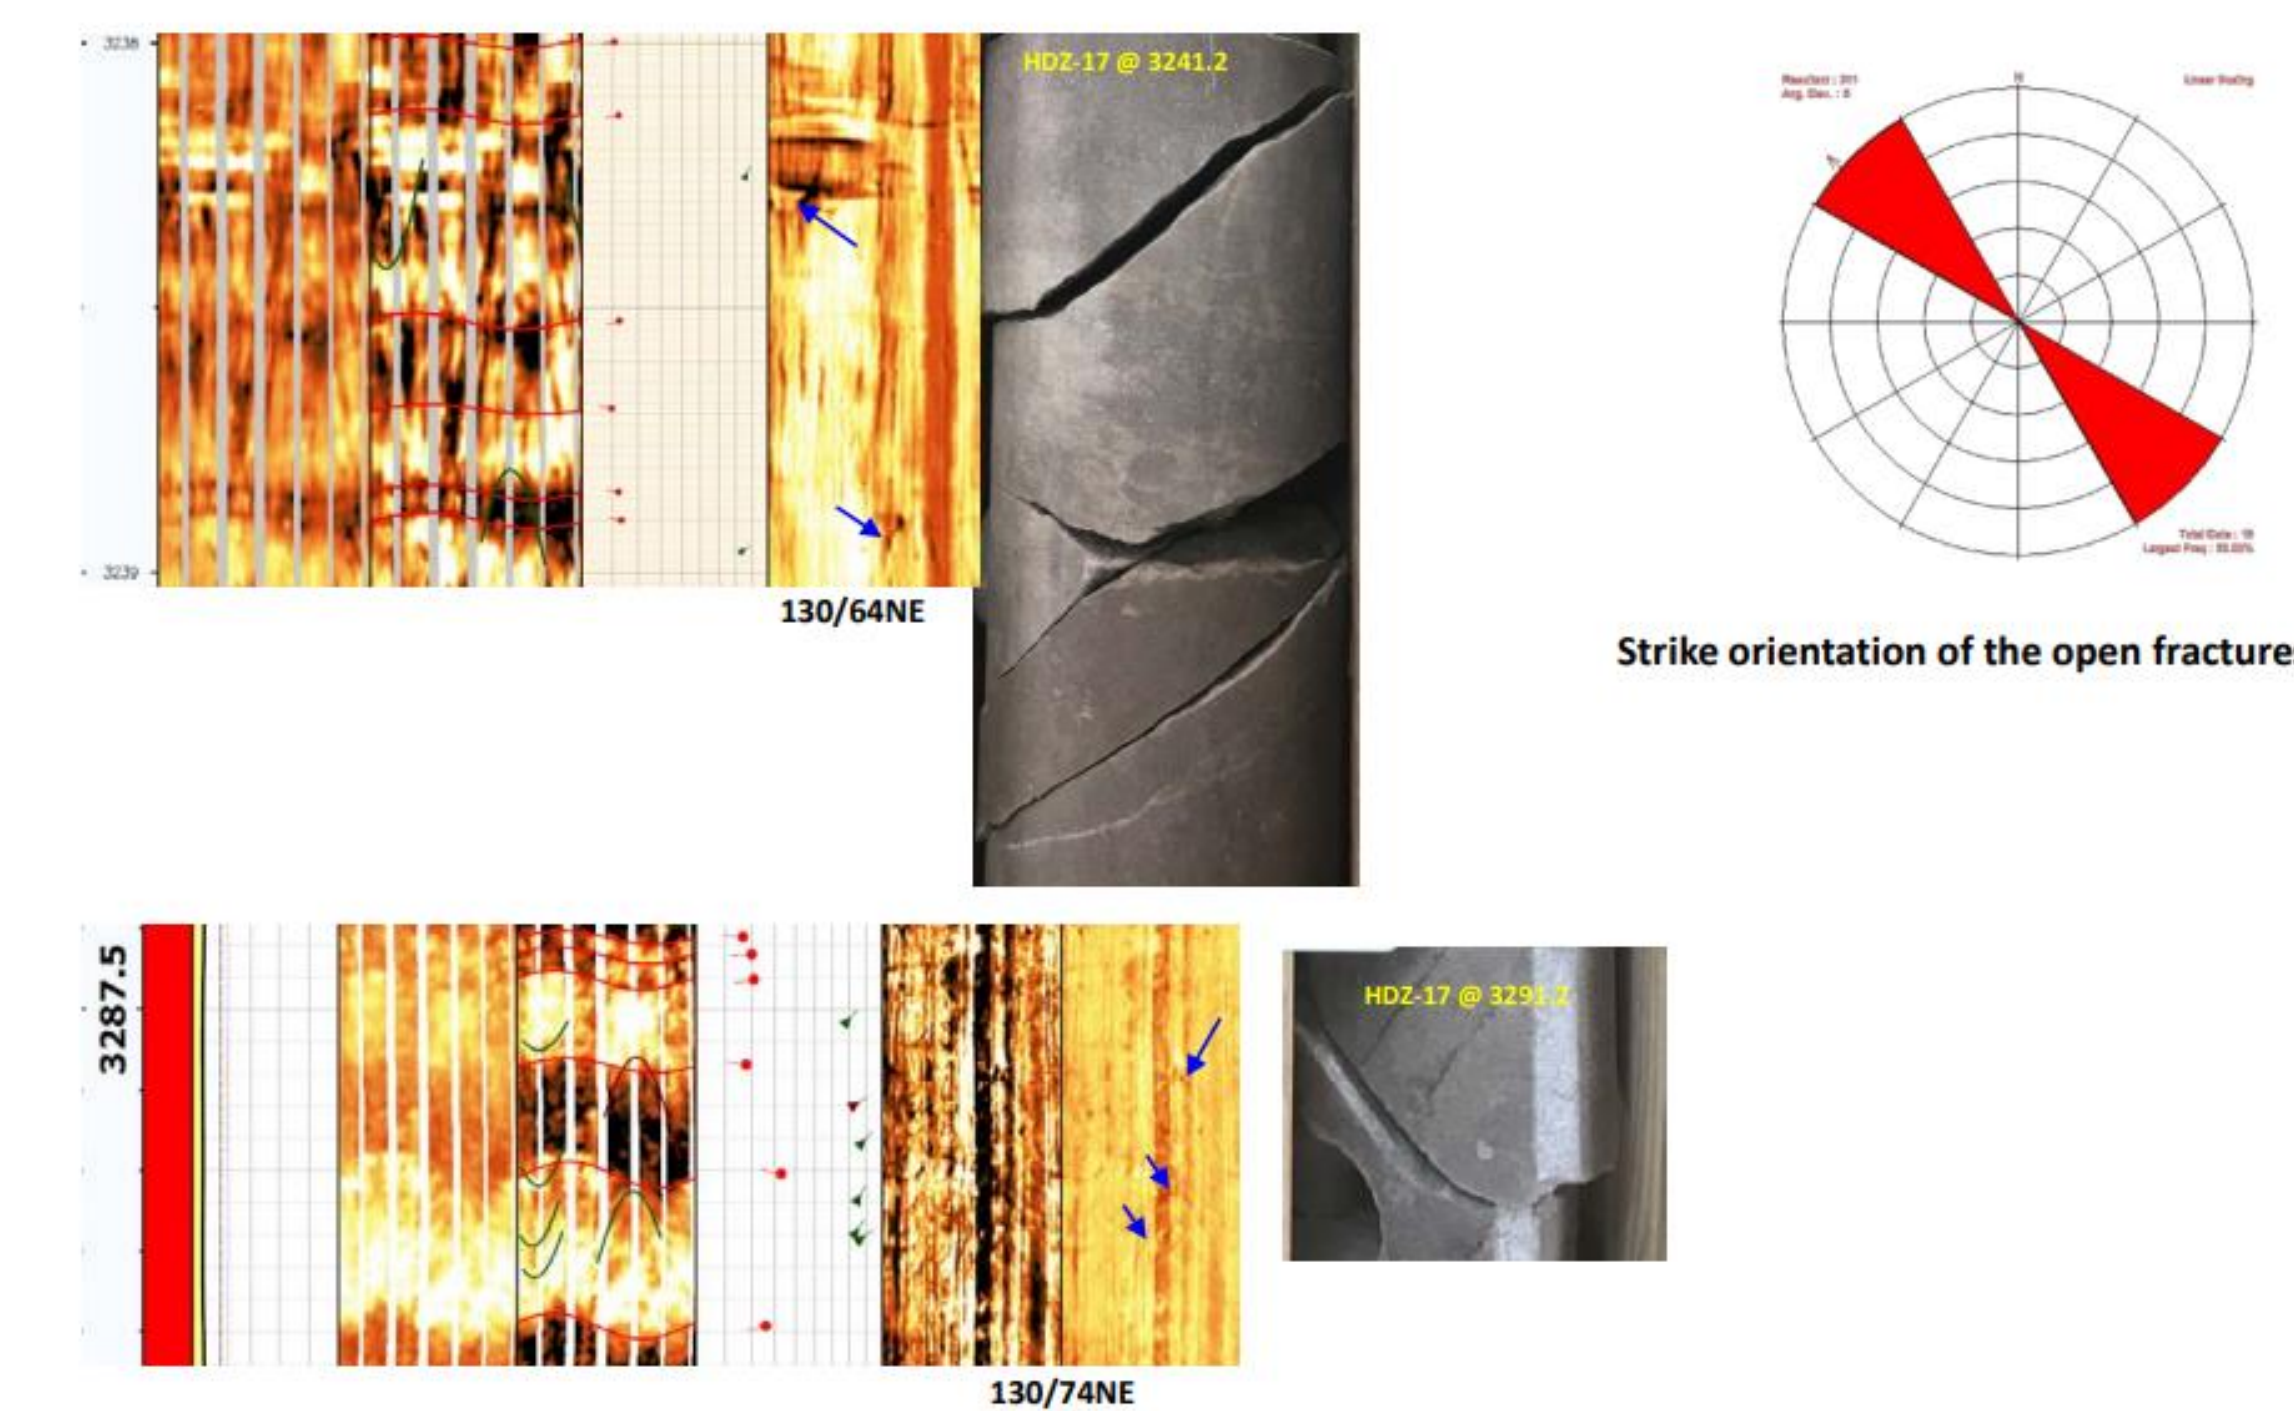 3238
HDZ-17 @ 3241.2
N
3239
130/64NE
Strike orientation of the open fracture
3287.5
HDZ-17 @ 3291.2
130/74NE